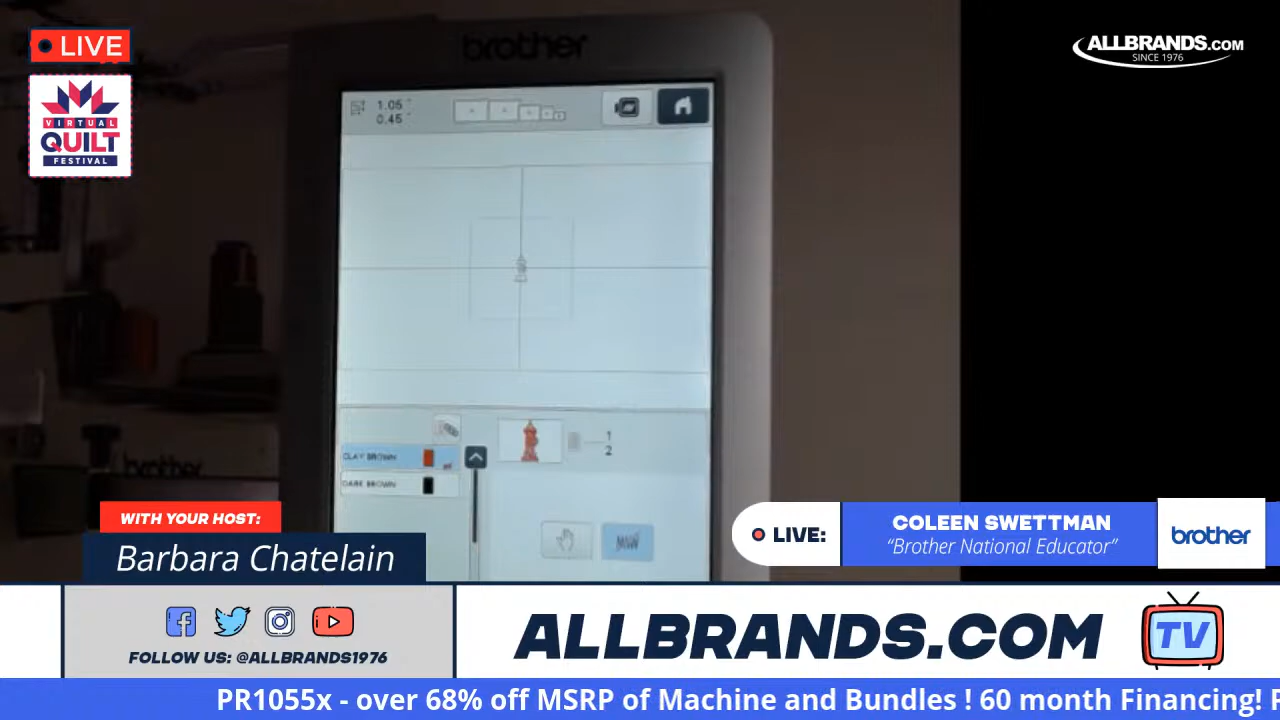 LIVE
VIRTUAL
QUILT
FESTIVAL
brother
ALLBRANDS.COM
SINCE 1976
1.05"
0.45"
CLAY BROWN
DARK BROWN
1
2
brother
WITH YOUR HOST:
Barbara Chatelain
LIVE:
COLEEN SWETTMAN
"Brother National Educator"
brother
FOLLOW US: @ALLBRANDS1976
ALLBRANDS.COM
TV
PR1055x - over 68% off MSRP of Machine and Bundles ! 60 month Financing! F